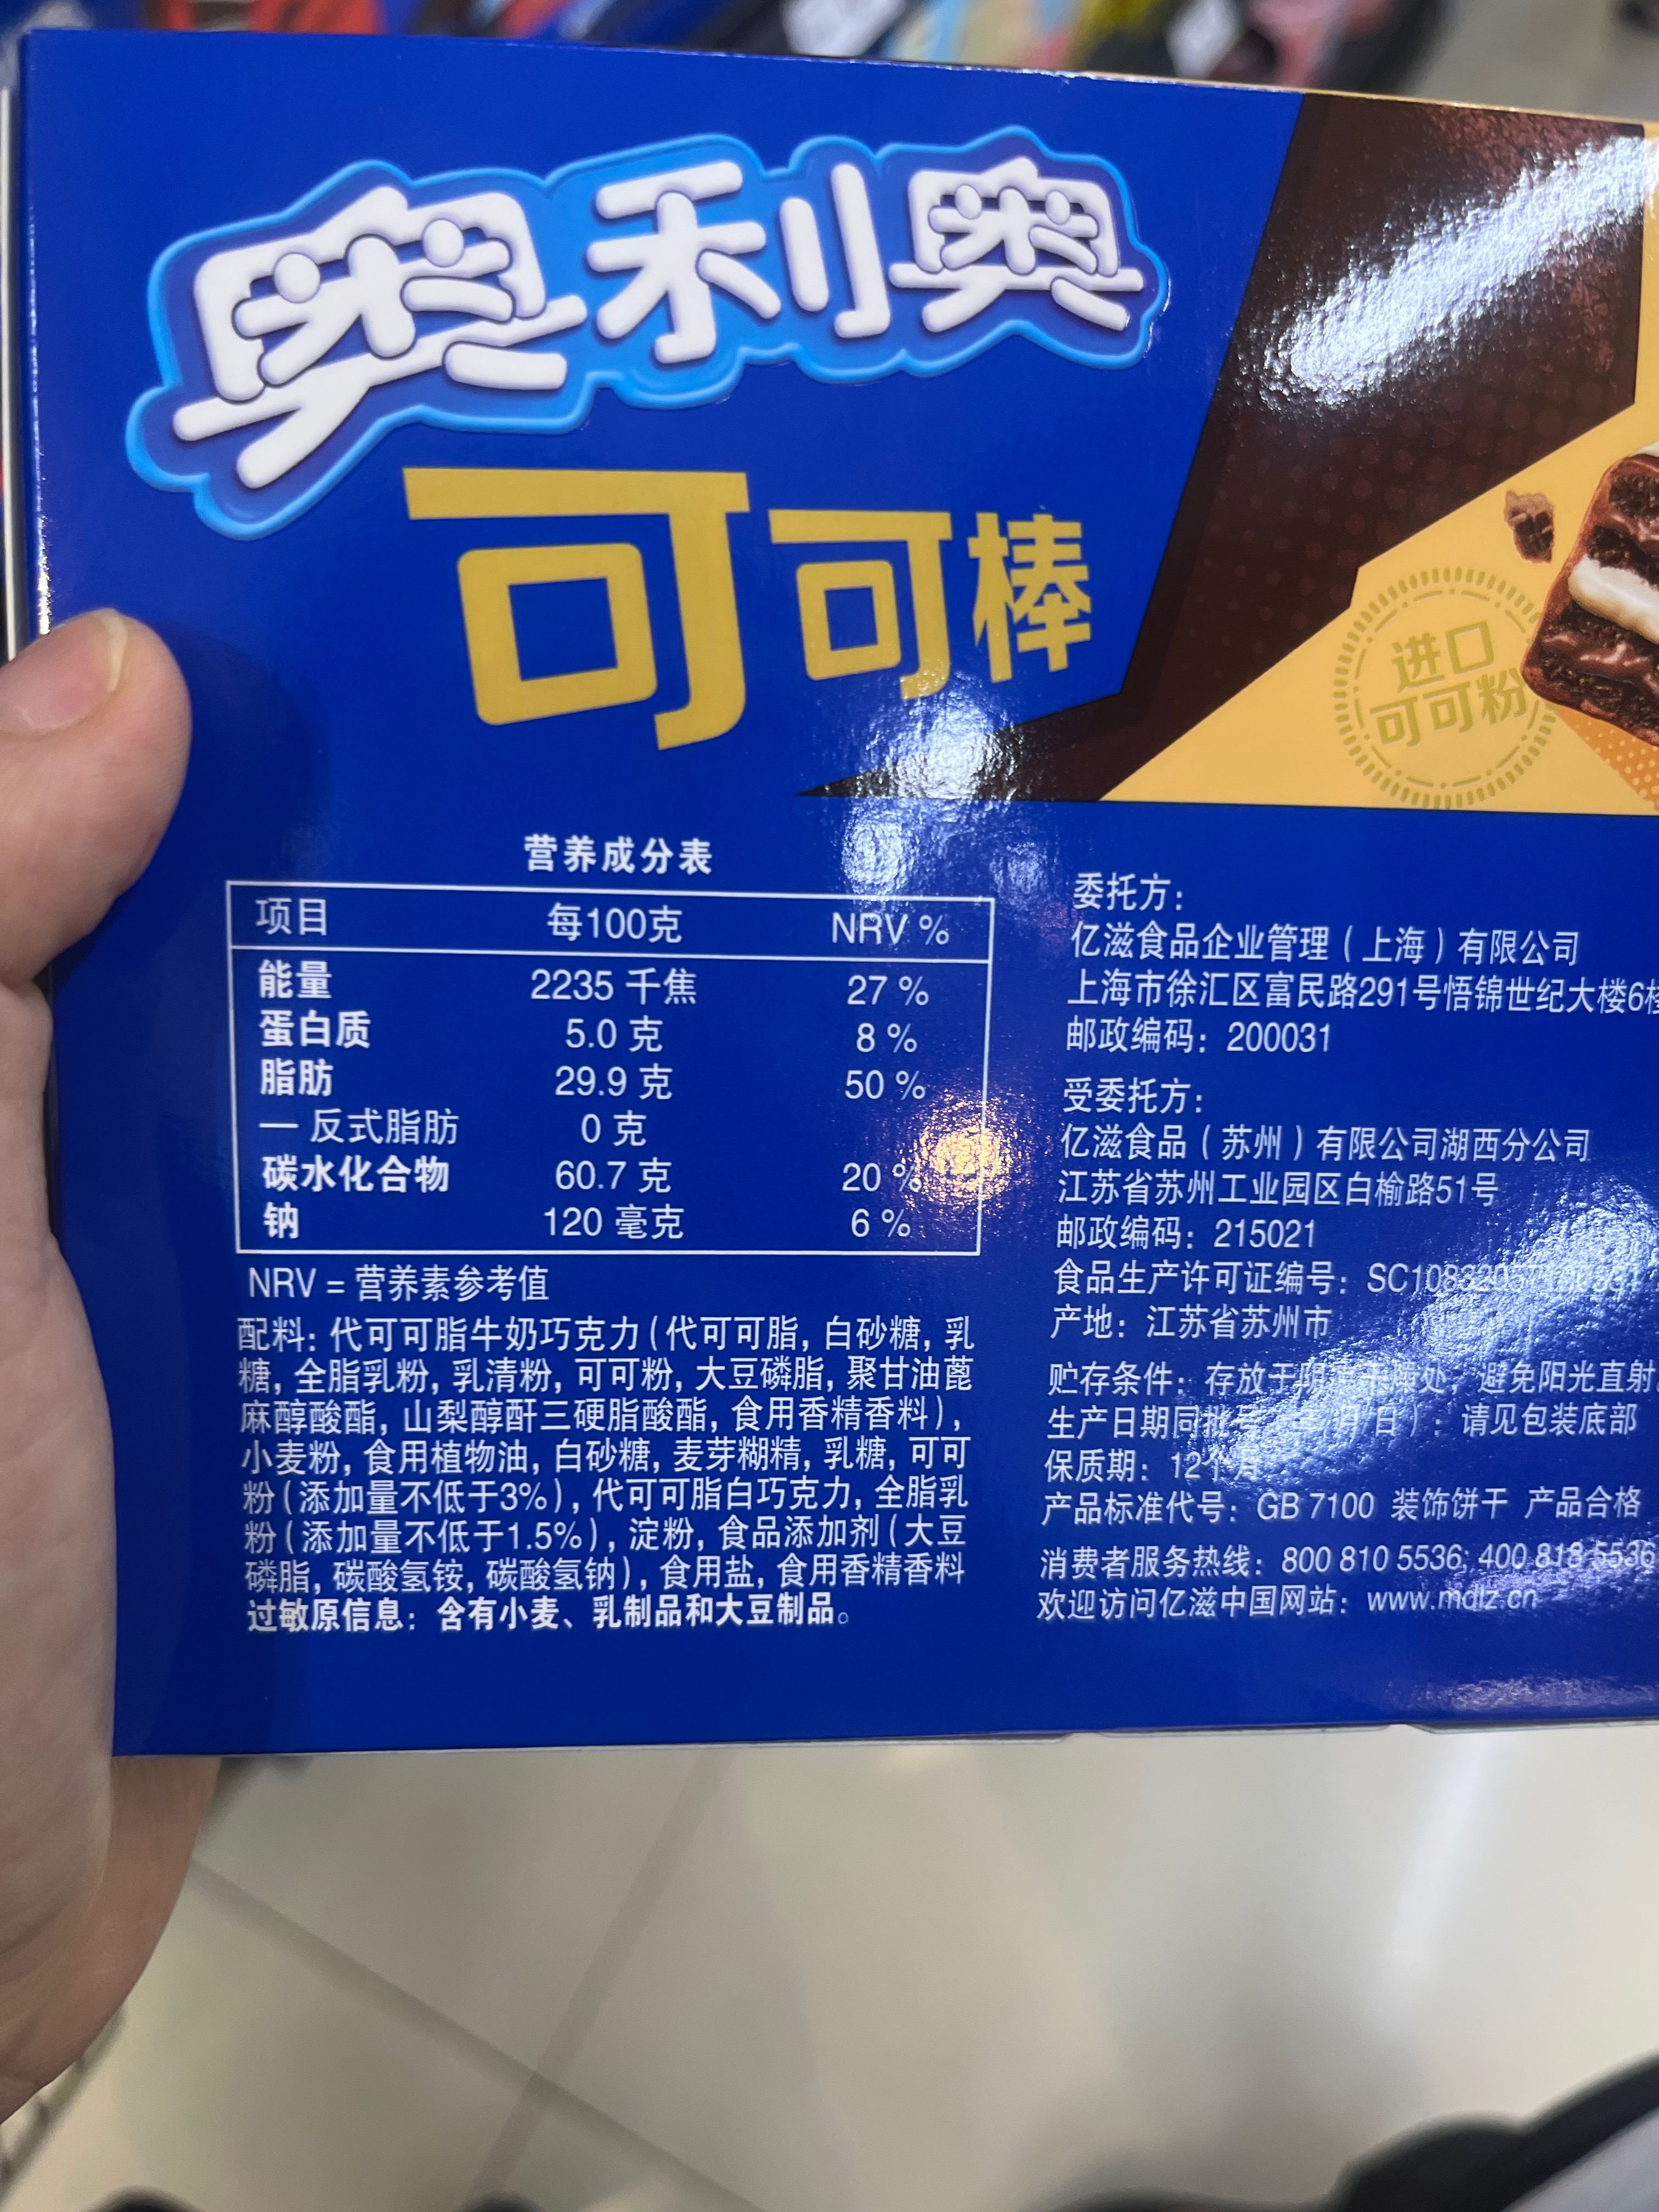 奥利奥
可可棒
进口
可可粉
营养成分表
项目 每100克 NRV %
能量 2235 千焦 27 %
蛋白质 5.0 克 8 %
脂肪 29.9 克 50 %
— 反式脂肪 0 克
碳水化合物 60.7 克 20 %
钠 120 毫克 6 %
NRV = 营养素参考值
配料: 代可可脂牛奶巧克力(代可可脂, 白砂糖, 乳
糖, 全脂乳粉, 乳清粉, 可可粉, 大豆磷脂, 聚甘油蓖
麻醇酸酯, 山梨醇酐三硬脂酸酯, 食用香精香料),
小麦粉, 食用植物油, 白砂糖, 麦芽糊精, 乳糖, 可可
粉(添加量不低于3%), 代可可脂白巧克力, 全脂乳
粉(添加量不低于1.5%), 淀粉, 食品添加剂(大豆
磷脂, 碳酸氢铵, 碳酸氢钠), 食用盐, 食用香精香料
过敏原信息: 含有小麦、乳制品和大豆制品。
委托方:
亿滋食品企业管理(上海)有限公司
上海市徐汇区富民路291号悟锦世纪大楼6楼
邮政编码: 200031
受委托方:
亿滋食品(苏州)有限公司湖西分公司
江苏省苏州工业园区白榆路51号
邮政编码: 215021
食品生产许可证编号:
产地: 江苏省苏州市
贮存条件: 存放于阴 处, 避免阳光直射
生产日期同批号 日): 请见包装底部
保质期: 12个月
产品标准代号: GB 7100 装饰饼干 产品合格
消费者服务热线: 800 810 5536; 400 818 5536
欢迎访问亿滋中国网站: www.mdlz.cn